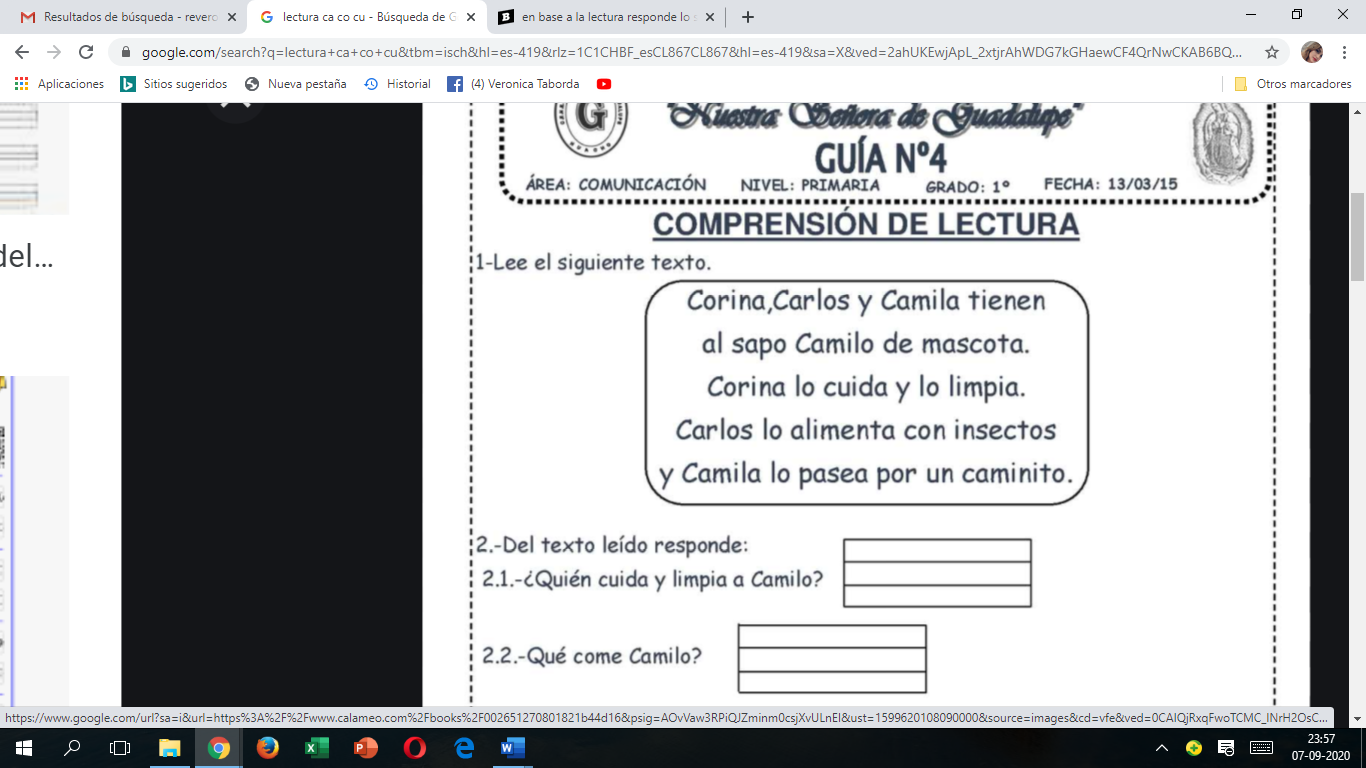 Resultados de búsqueda - revero
lectura ca co cu - Búsqueda de G
en base a la lectura responde lo s
google.com/search?q=lectura+ca+co+cu&tbm=isch&hl=es-419&rlz=1C1CHBF_esCL867CL867&hl=es-419&sa=X&ved=2ahUKEwjApL_2xtjrAhWDG7kGHaewCF4QrNwCKAB6BQ...
Aplicaciones
Sitios sugeridos
Nueva pestaña
Historial
(4) Veronica Taborda
Otros marcadores
G
"Nuestra Señora de Guadalupe"
GUÍA Nº4
ÁREA: COMUNICACIÓN NIVEL: PRIMARIA GRADO: 1º FECHA: 13/03/15
COMPRENSIÓN DE LECTURA
del...
1-Lee el siguiente texto.
Corina,Carlos y Camila tienen
al sapo Camilo de mascota.
Corina lo cuida y lo limpia.
Carlos lo alimenta con insectos
y Camila lo pasea por un caminito.
2.-Del texto leído responde:
2.1.-¿Quién cuida y limpia a Camilo?
2.2.-Qué come Camilo?
https://www.google.com/url?sa=i&url=https%3A%2F%2Fwww.calameo.com%2Fbooks%2F002651270801821b44d16&psig=AOvVaw3RPiQJZminm0csjXvULnEI&ust=1599620108090000&source=images&cd=vfe&ved=0CAIQjRxqFwoTCMC_lNrH2OsC...
23:57
07-09-2020